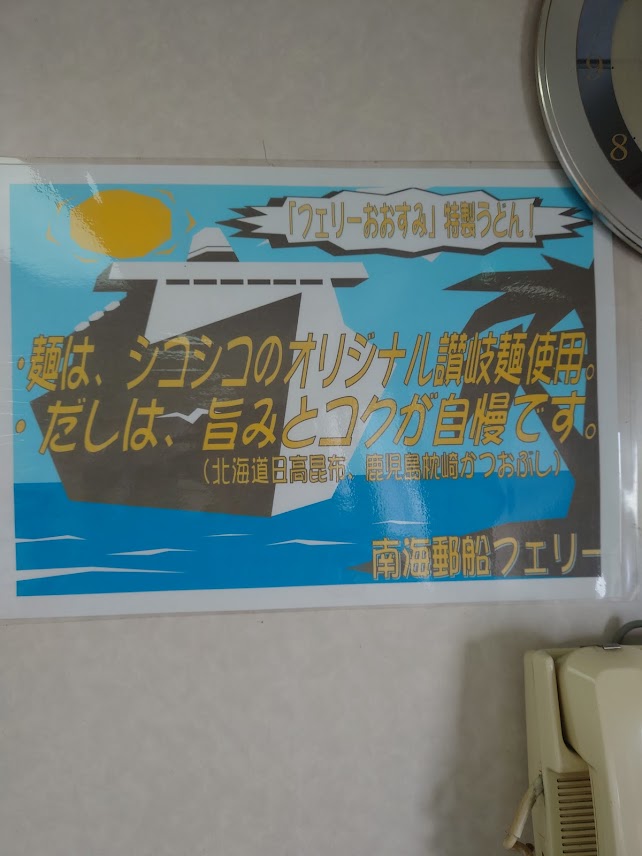 9
8
「フェリーおおすみ」特製うどん!
・麺は、シコシコのオリジナル讃岐麺使用。
・だしは、旨みとコクが自慢です。
(北海道日高昆布、鹿児島枕崎かつおぶし)
南海郵船フェリー